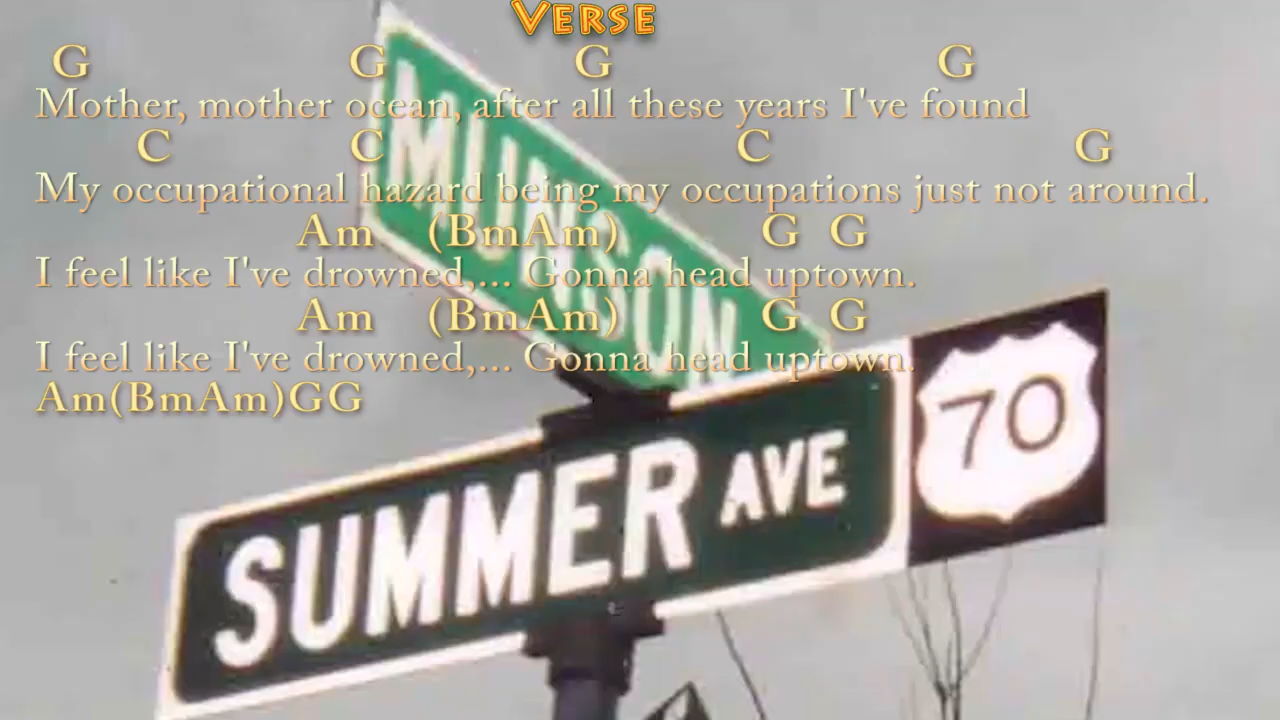 VERSE
G G G G
Mother, mother ocean, after all these years I've found
C C C G
My occupational hazard being my occupations just not around.
Am (BmAm) G G
I feel like I've drowned,... Gonna head uptown.
Am (BmAm) G G
I feel like I've drowned,... Gonna head uptown.
Am(BmAm)GG
MUNSON
SUMMER AVE
70